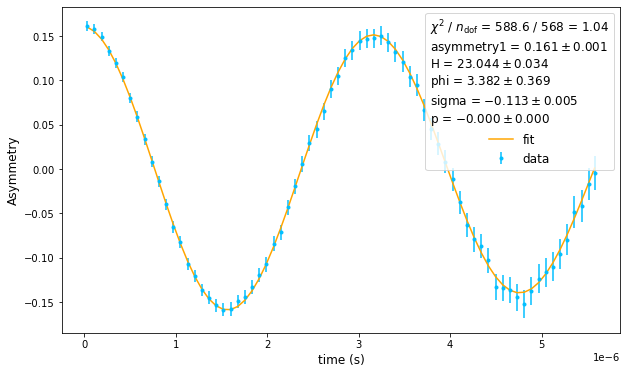 χ² / n_dof = 588.6 / 568 = 1.04
asymmetry1 = 0.161 ± 0.001
H = 23.044 ± 0.034
phi = 3.382 ± 0.369
sigma = −0.113 ± 0.005
p = −0.000 ± 0.000
fit
data
Asymmetry
0.15
0.10
0.05
0.00
−0.05
−0.10
−0.15
0
1
2
3
4
5
1e−6
time (s)